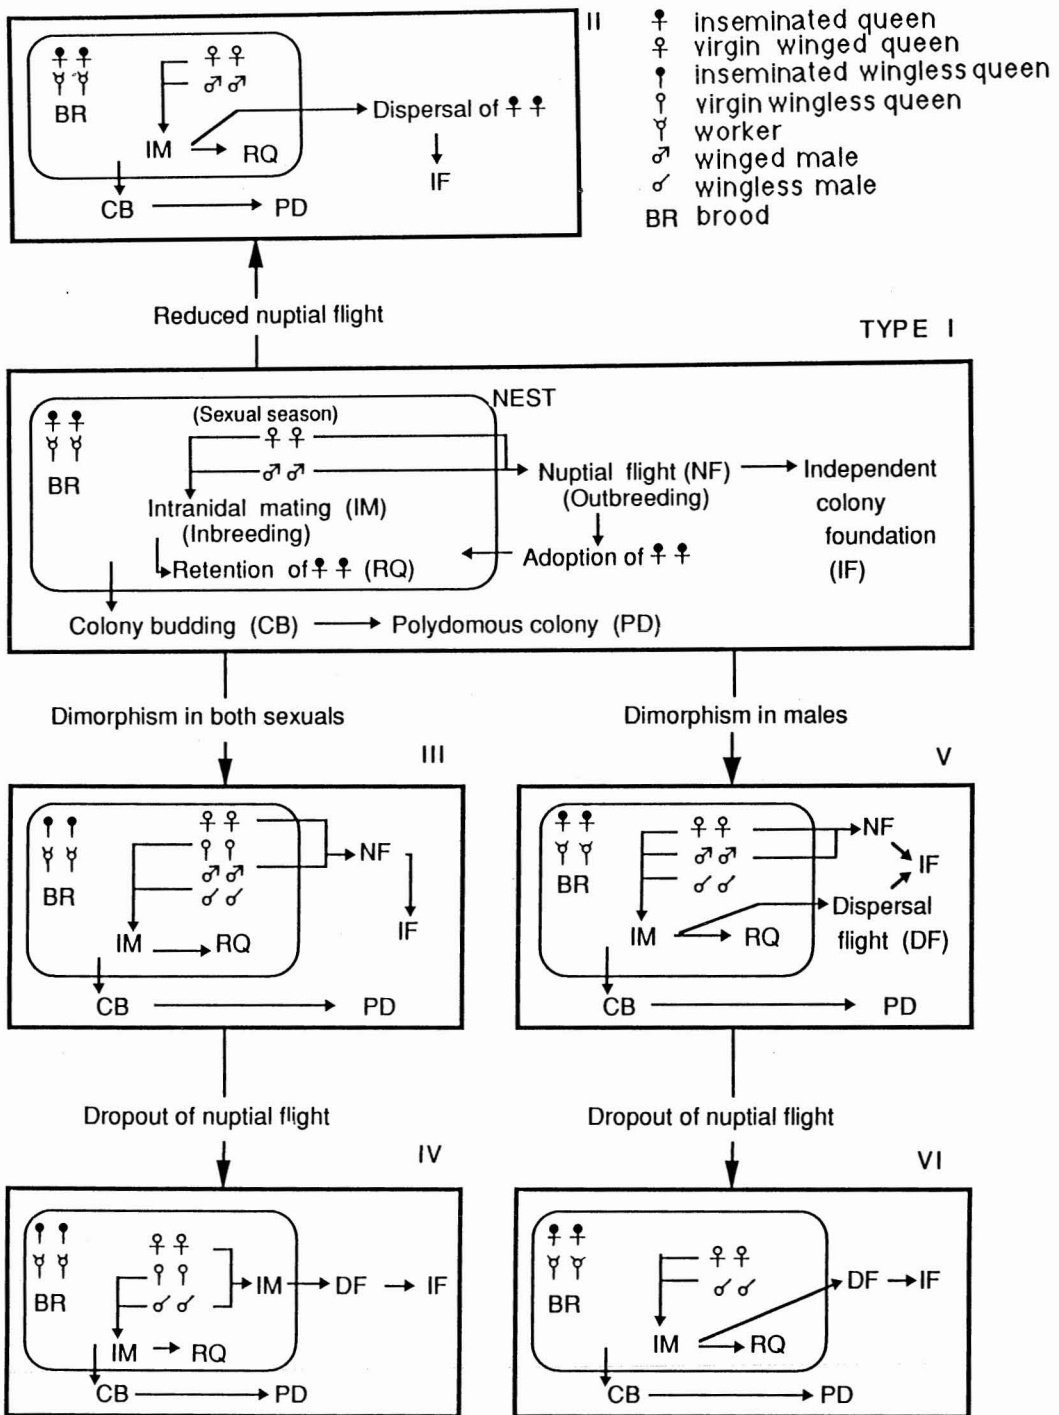 II
inseminated queen
virgin winged queen
inseminated wingless queen
virgin wingless queen
worker
winged male
wingless male
BR brood
BR
IM
RQ
Dispersal of
IF
CB
PD
Reduced nuptial flight
TYPE I
NEST
(Sexual season)
BR
Intranidal mating (IM)
(Inbreeding)
Retention of (RQ)
Nuptial flight (NF)
(Outbreeding)
Adoption of
Independent
colony
foundation
(IF)
Colony budding (CB)
Polydomous colony (PD)
Dimorphism in both sexuals
Dimorphism in males
III
BR
NF
IF
IM
RQ
CB
PD
V
BR
NF
IF
Dispersal
flight (DF)
IM
RQ
CB
PD
Dropout of nuptial flight
Dropout of nuptial flight
IV
BR
IM
DF
IF
IM
RQ
CB
PD
VI
BR
DF
IF
IM
RQ
CB
PD